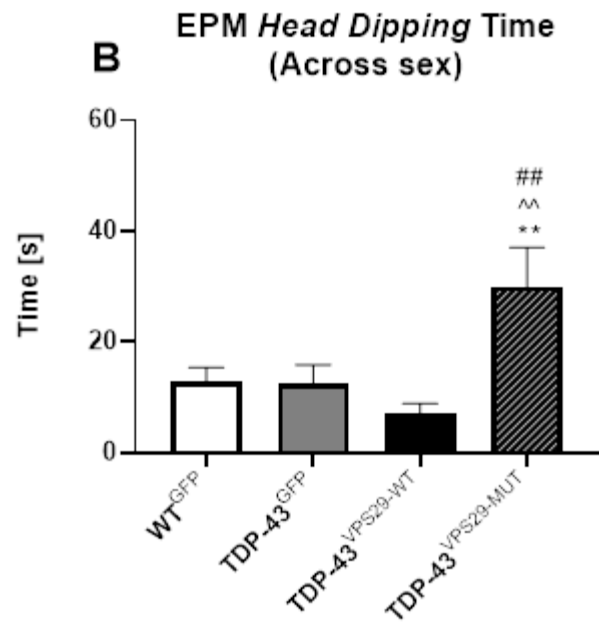 EPM Head Dipping Time
B (Across sex)
60
##
^^
**
40
Time [s]
20
0
WTGFP
TDP-43GFP
TDP-43VPS29-WT
TDP-43VPS29-MUT